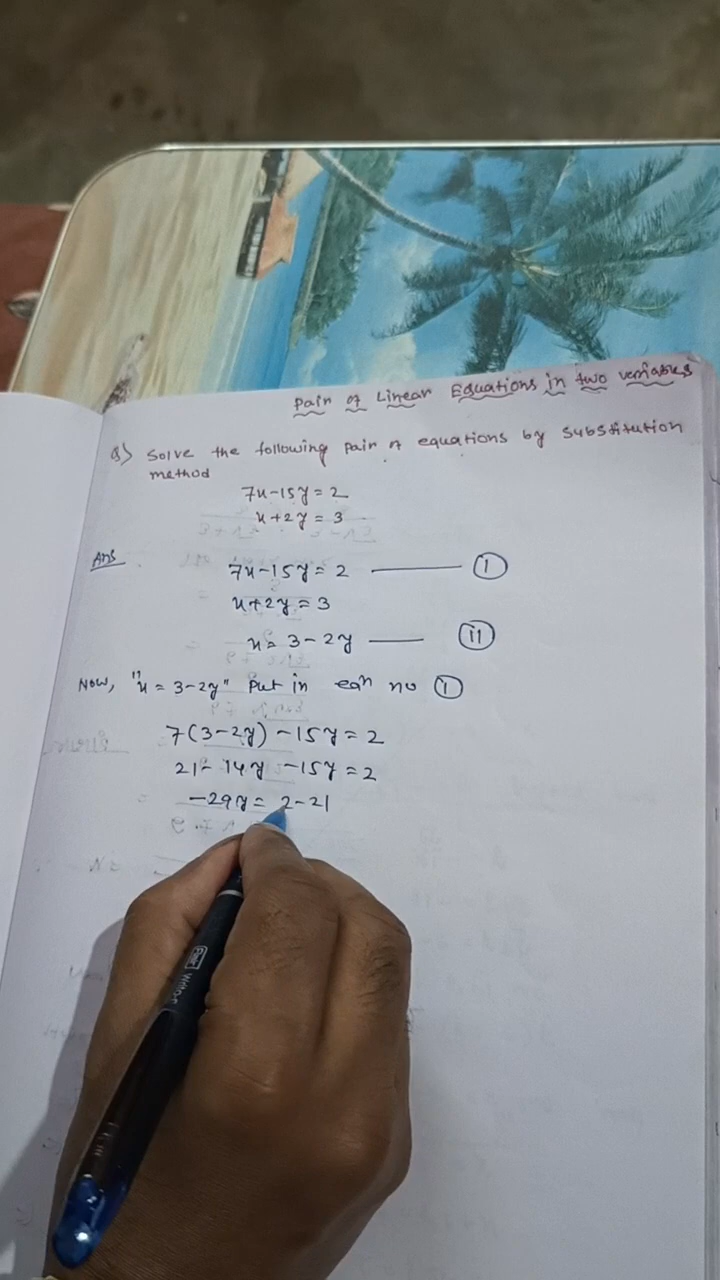 Pair of Linear Equations in two veriables
Q) Solve the following pair of equations by substitution
method
7x-15y=2
x+2y=3
Ans
7x-15y=2 ——— (I)
x+2y=3
x=3-2y —— (II)
Now, "x=3-2y" Put in eqn no (I)
7(3-2y)-15y=2
21-14y-15y=2
-29y=2-21
Flair